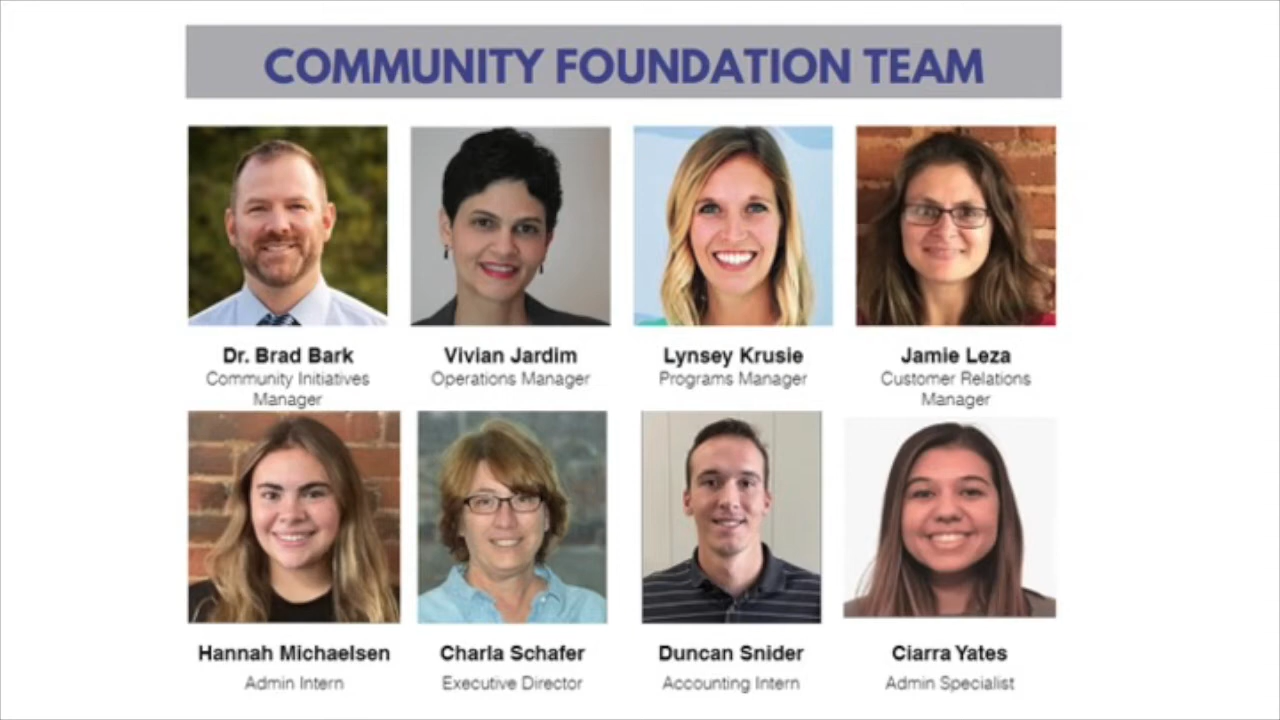 COMMUNITY FOUNDATION TEAM
Dr. Brad Bark
Community Initiatives
Manager
Vivian Jardim
Operations Manager
Lynsey Krusie
Programs Manager
Jamie Leza
Customer Relations
Manager
Hannah Michaelsen
Admin Intern
Charla Schafer
Executive Director
Duncan Snider
Accounting Intern
Ciarra Yates
Admin Specialist